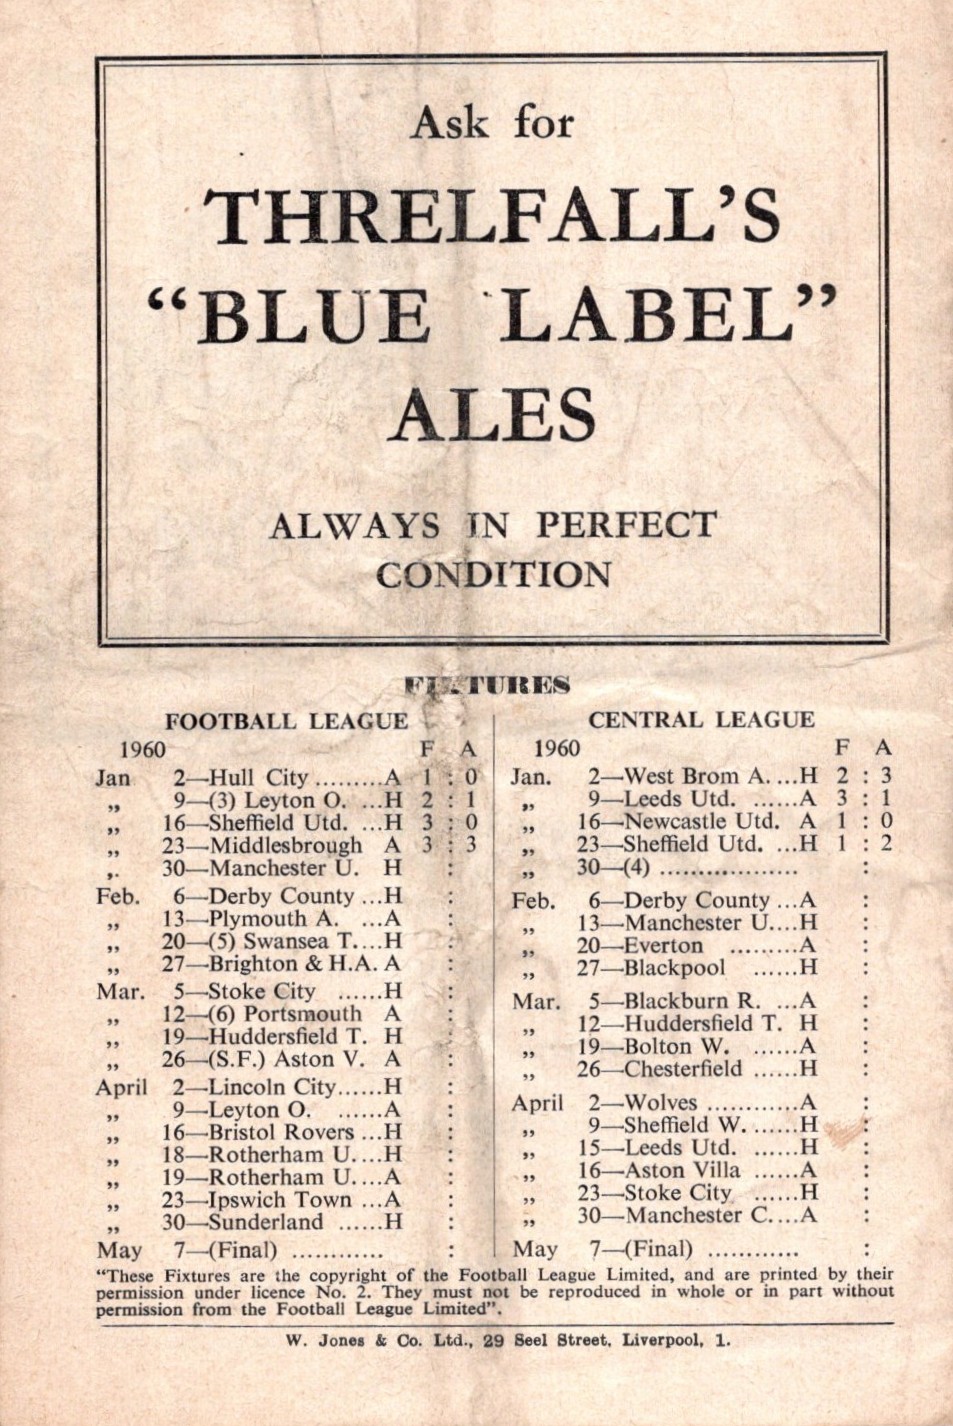 Ask for
THRELFALL'S
“BLUE LABEL”
ALES
ALWAYS IN PERFECT
CONDITION
FIXTURES
FOOTBALL LEAGUE
1960 F A
Jan 2—Hull City.........A 1 : 0
„ 9—(3) Leyton O. ...H 2 : 1
„ 16—Sheffield Utd. ...H 3 : 0
„ 23—Middlesbrough A 3 : 3
„ 30—Manchester U. H :
Feb. 6—Derby County ...H :
„ 13—Plymouth A. ...A :
„ 20—(5) Swansea T....H :
„ 27—Brighton & H.A. A :
Mar. 5—Stoke City ......H :
„ 12—(6) Portsmouth A :
„ 19—Huddersfield T. H :
„ 26—(S.F.) Aston V. A :
April 2—Lincoln City......H :
„ 9—Leyton O. ......A :
„ 16—Bristol Rovers ...H :
„ 18—Rotherham U....H :
„ 19—Rotherham U....A :
„ 23—Ipswich Town ...A :
„ 30—Sunderland ......H :
May 7—(Final) ............ :
CENTRAL LEAGUE
1960 F A
Jan. 2—West Brom A. ...H 2 : 3
„ 9—Leeds Utd. ......A 3 : 1
„ 16—Newcastle Utd. A 1 : 0
„ 23—Sheffield Utd. ...H 1 : 2
„ 30—(4) .................. :
Feb. 6—Derby County ...A :
„ 13—Manchester U....H :
„ 20—Everton .........A :
„ 27—Blackpool ......H :
Mar. 5—Blackburn R. ...A :
„ 12—Huddersfield T. H :
„ 19—Bolton W. ......A :
„ 26—Chesterfield ......H :
April 2—Wolves ............A :
„ 9—Sheffield W. ......H :
„ 15—Leeds Utd. ......H :
„ 16—Aston Villa ......A :
„ 23—Stoke City ......H :
„ 30—Manchester C....A :
May 7—(Final) ............ :
“These Fixtures are the copyright of the Football League Limited, and are printed by their
permission under licence No. 2. They must not be reproduced in whole or in part without
permission from the Football League Limited”.
W. Jones & Co. Ltd., 29 Seel Street, Liverpool, 1.